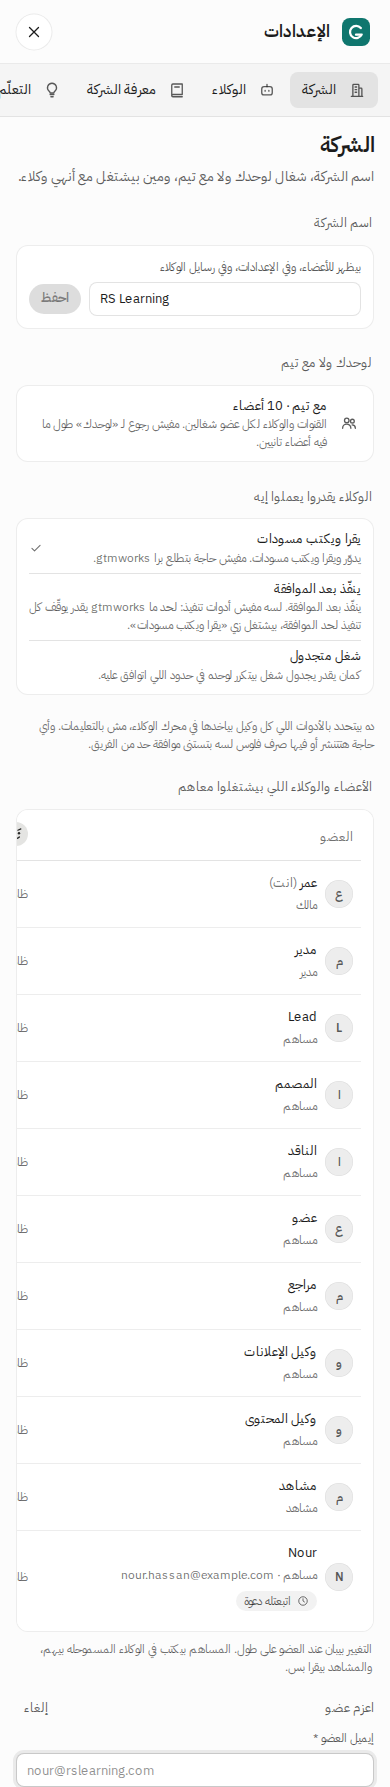 الإعدادات
الشركة
الوكلاء
معرفة الشركة
الشركة
اسم الشركة، شغال لوحدك ولا مع تيم، ومين بيشتغل مع أنهي وكلاء.
اسم الشركة
بيظهر للأعضاء، وفي الإعدادات، وفي رسايل الوكلاء
RS Learning
احفظ
لوحدك ولا مع تيم
مع تيم · 10 أعضاء
القنوات والوكلاء لكل عضو شغالين. مفيش رجوع لـ «لوحدك» طول ما
فيه أعضاء تانيين.
الوكلاء يقدروا يعملوا إيه
يقرا ويكتب مسودات
يدوّر ويقرا ويكتب مسودات. مفيش حاجة بتطلع برا gtmworks.
ينفّذ بعد الموافقة
ينفّذ بعد الموافقة. لسه مفيش أدوات تنفيذ: لحد ما gtmworks يقدر يوقّف كل
تنفيذ لحد الموافقة، بيشتغل زي «يقرا ويكتب مسودات».
شغل متجدول
كمان يقدر يجدول شغل بيتكرر لوحده في حدود اللي اتوافق عليه.
ده بيتحدد بالأدوات اللي كل وكيل بياخدها في محرك الوكلاء، مش بالتعليمات. وأي
حاجة هتتنشر أو فيها صرف فلوس لسه بتستنى موافقة حد من الفريق.
الأعضاء والوكلاء اللي بيشتغلوا معاهم
العضو
ع
عمر (انت)
مالك
م
مدير
مدير
L
Lead
مساهم
ا
المصمم
مساهم
ا
الناقد
مساهم
ع
عضو
مساهم
م
مراجع
مساهم
و
وكيل الإعلانات
مساهم
و
وكيل المحتوى
مساهم
م
مشاهد
مشاهد
N
Nour
مساهم · nour.hassan@example.com
اتبعتله دعوة
التغيير بيبان عند العضو على طول. المساهم بيكتب في الوكلاء المسموحله بيهم،
والمشاهد بيقرا بس.
اعزم عضو
إلغاء
إيميل العضو *
nour@rslearning.com